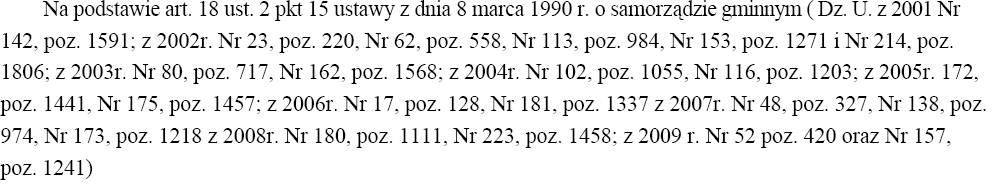 Na podstawie art. 18 ust. 2 pkt 15 ustawy z dnia 8 marca 1990 r. o samorządzie gminnym ( Dz. U. z 2001 Nr
142, poz. 1591; z 2002r. Nr 23, poz. 220, Nr 62, poz. 558, Nr 113, poz. 984, Nr 153, poz. 1271 i Nr 214, poz.
1806; z 2003r. Nr 80, poz. 717, Nr 162, poz. 1568; z 2004r. Nr 102, poz. 1055, Nr 116, poz. 1203; z 2005r. 172,
poz. 1441, Nr 175, poz. 1457; z 2006r. Nr 17, poz. 128, Nr 181, poz. 1337 z 2007r. Nr 48, poz. 327, Nr 138, poz.
974, Nr 173, poz. 1218 z 2008r. Nr 180, poz. 1111, Nr 223, poz. 1458; z 2009 r. Nr 52 poz. 420 oraz Nr 157,
poz. 1241)